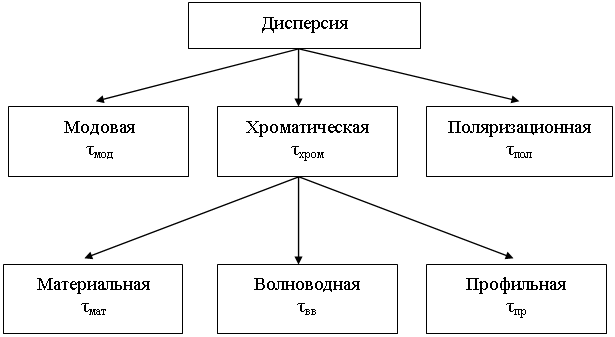 Дисперсия
Модовая
τмод
Хроматическая
τхром
Поляризационная
τпол
Материальная
τмат
Волноводная
τвв
Профильная
τпр